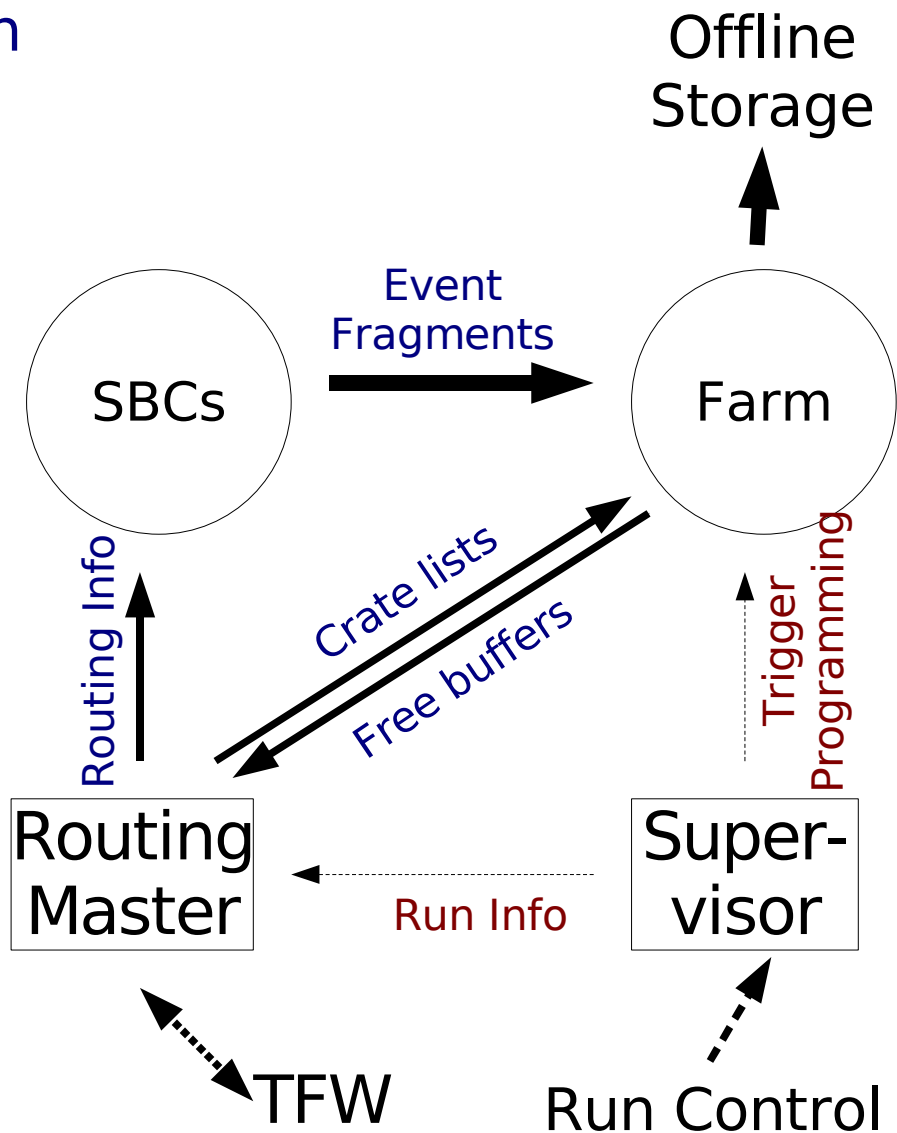 Offline
Storage
Event
Fragments
SBCs
Farm
Routing Info
Crate lists
Free buffers
Trigger
Programming
Routing
Master
Super-
visor
Run Info
TFW
Run Control